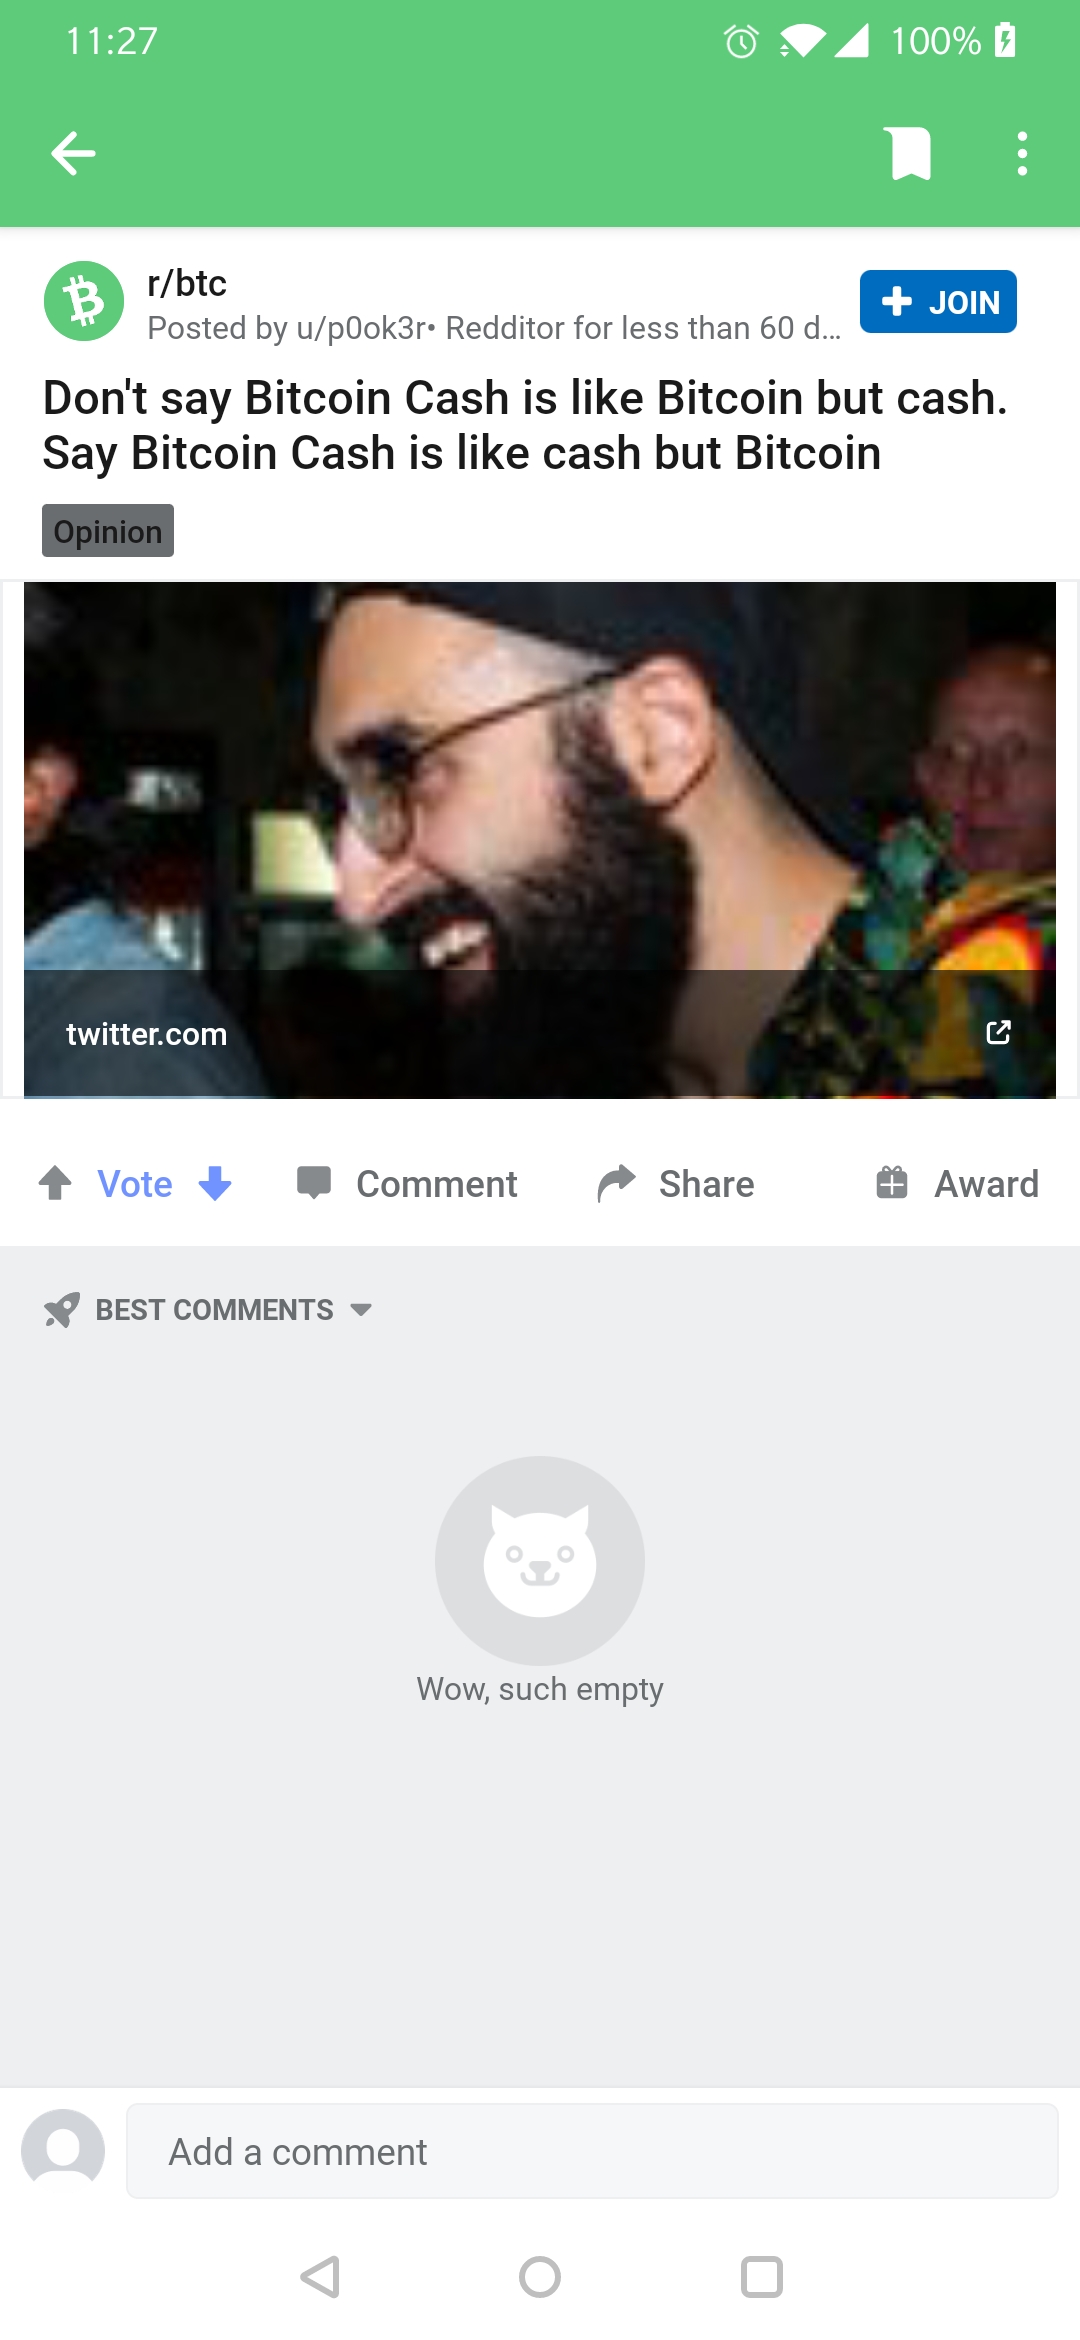 11:27
100%
r/btc
Posted by u/p0ok3r• Redditor for less than 60 d...
JOIN
Don't say Bitcoin Cash is like Bitcoin but cash.
Say Bitcoin Cash is like cash but Bitcoin
Opinion
twitter.com
Vote
Comment
Share
Award
BEST COMMENTS
Wow, such empty
Add a comment